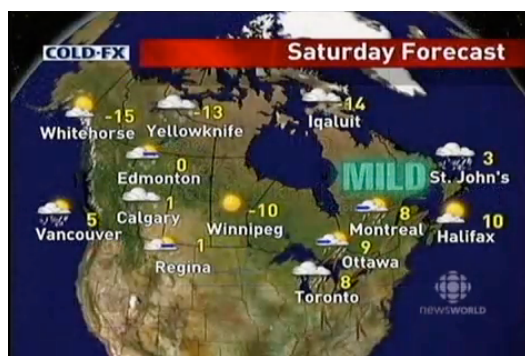 COLD-FX
Saturday Forecast
-15
Whitehorse
-13
Yellowknife
-14
Iqaluit
0
Edmonton
MILD
3
St. John's
1
Calgary
5
Vancouver
-10
Winnipeg
8
Montreal
10
Halifax
1
Regina
9
Ottawa
8
Toronto
newsWORLD